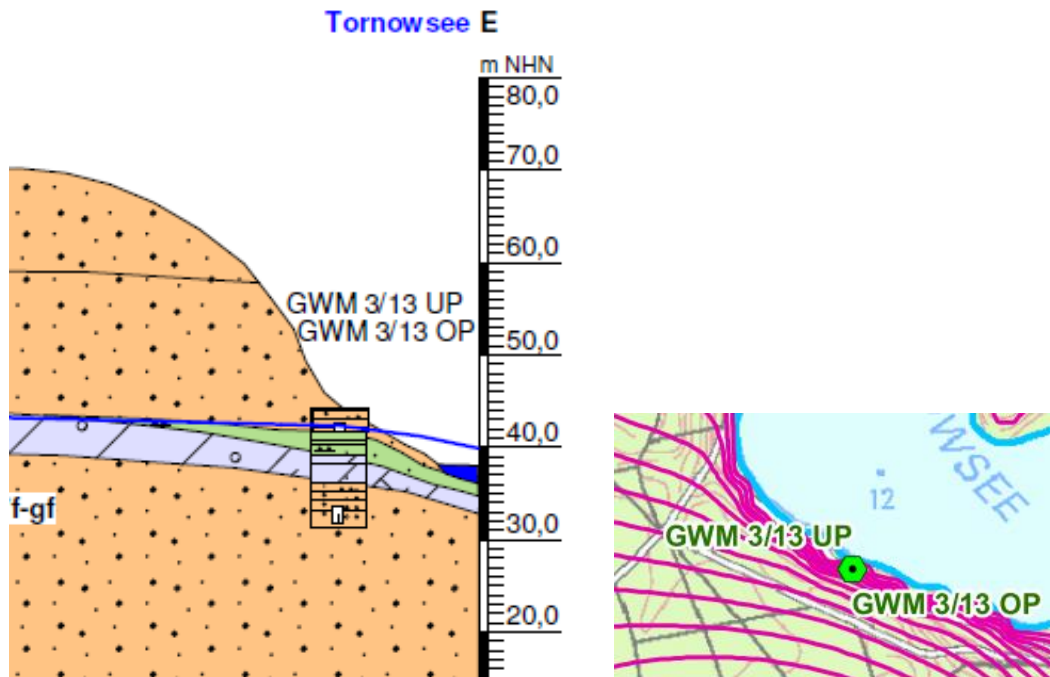 Tornowsee E
m NHN
80,0
70,0
60,0
GWM 3/13 UP
GWM 3/13 OP
50,0
40,0
f-gf
30,0
20,0
WSEE
12
GWM 3/13 UP
GWM 3/13 OP